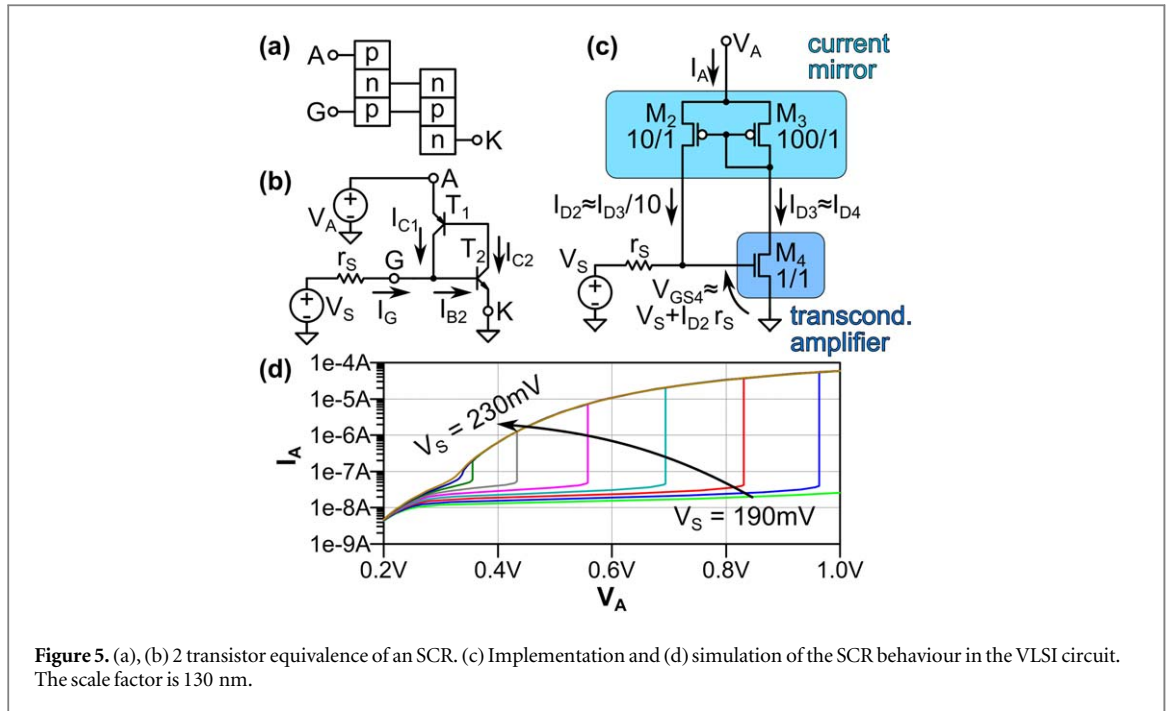 (a)
A
p
n
n
G
p
p
n
K
(b)
A
V_A
+
-
T_1
I_C1
T_2
I_C2
r_S
G
V_S
+
-
I_G
I_B2
K
(c)
V_A
I_A
current
mirror
M_2
10/1
M_3
100/1
I_D2≈I_D3/10
I_D3≈I_D4
V_S
+
-
r_S
M_4
1/1
V_GS4≈
V_S+I_D2 r_S
transcond.
amplifier
(d)
1e-4A
1e-5A
1e-6A
1e-7A
1e-8A
1e-9A
I_A
V_S = 230mV
V_S = 190mV
0.2V 0.4V 0.6V 0.8V 1.0V
V_A
Figure 5. (a), (b) 2 transistor equivalence of an SCR. (c) Implementation and (d) simulation of the SCR behaviour in the VLSI circuit.
The scale factor is 130 nm.